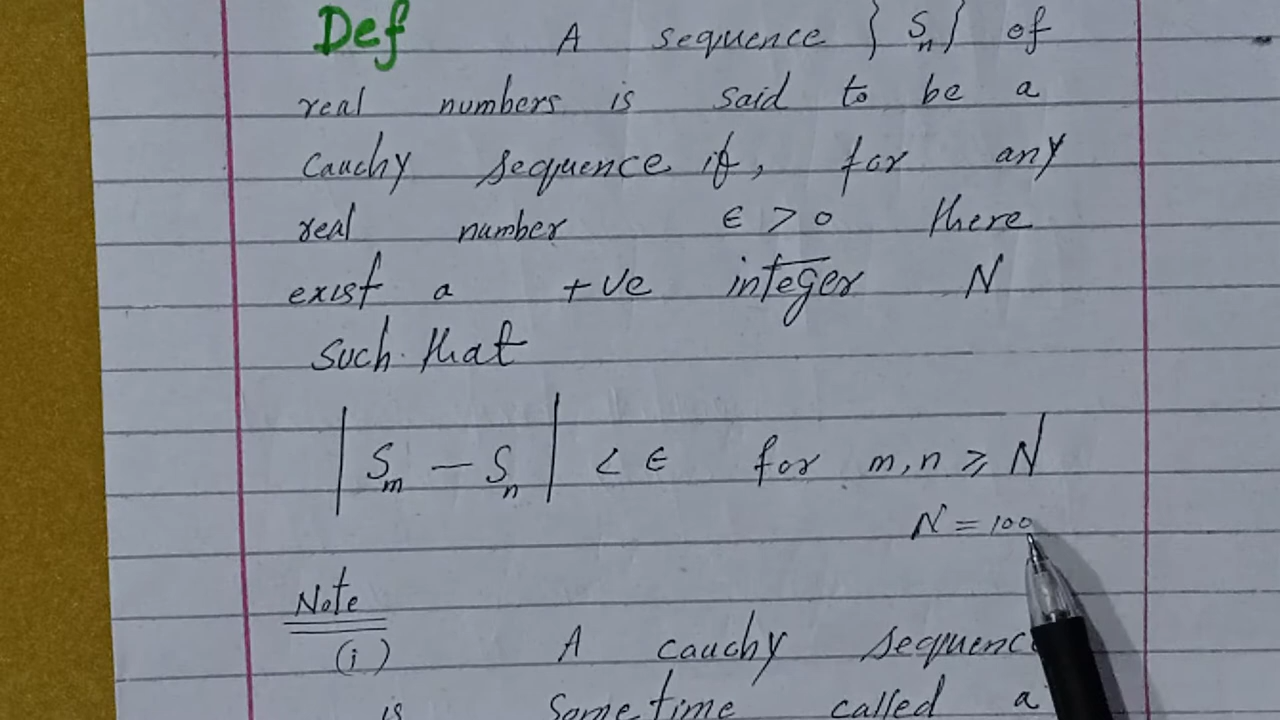 Def A sequence {Sn} of
real numbers is said to be a
Cauchy sequence if, for any
real number ϵ > 0 there
exist a +ve integer N
such that
|Sm − Sn| < ϵ for m,n ⩾ N
N = 100
Note
(i) A cauchy sequenc
is sometime called a